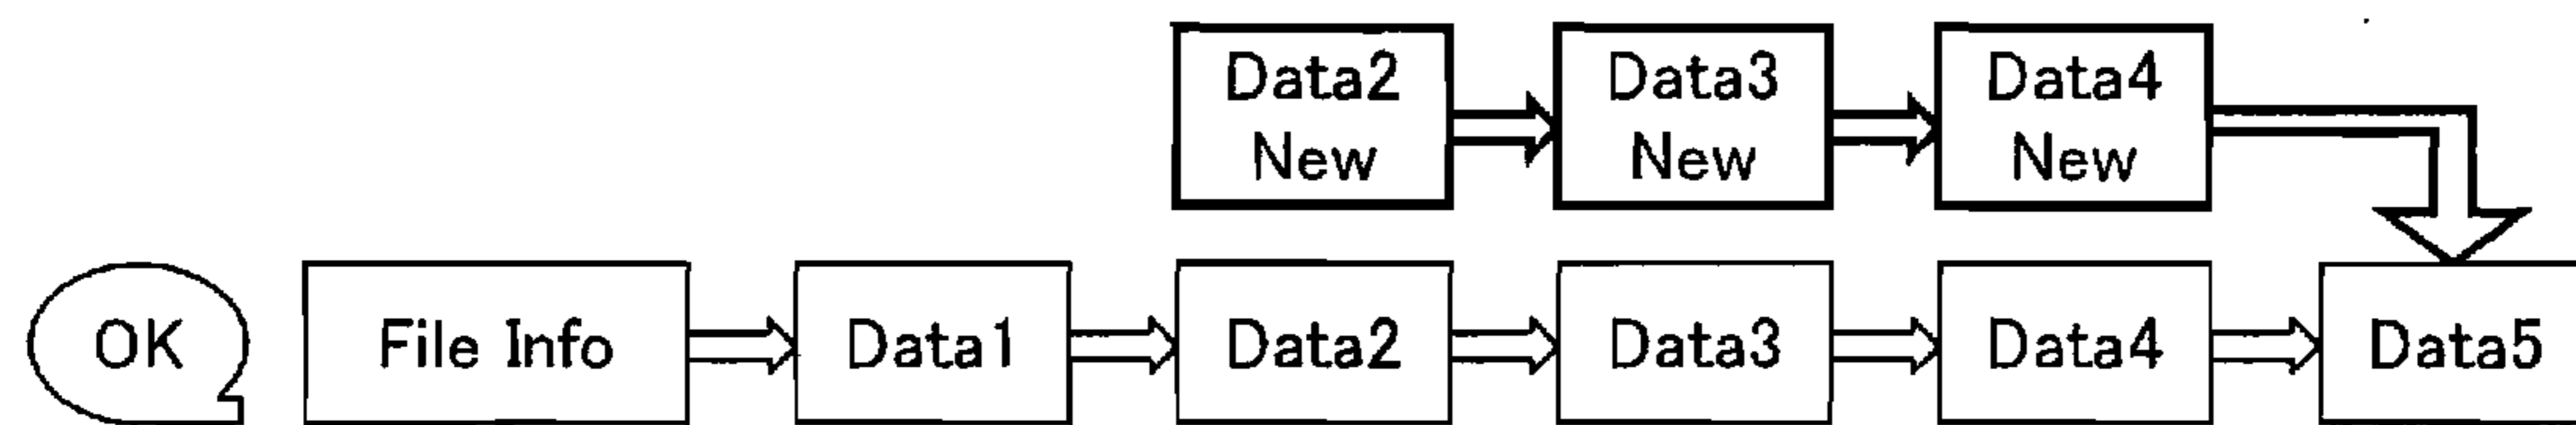 Data2
New
Data3
New
Data4
New
OK
File Info
Data1
Data2
Data3
Data4
Data5